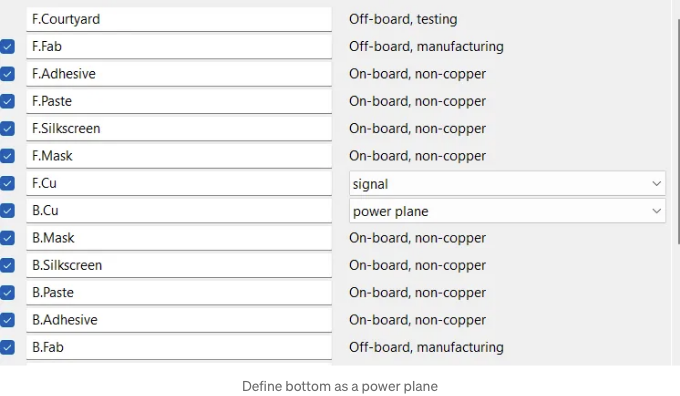 F.Courtyard Off-board, testing
F.Fab Off-board, manufacturing
F.Adhesive On-board, non-copper
F.Paste On-board, non-copper
F.Silkscreen On-board, non-copper
F.Mask On-board, non-copper
F.Cu signal
B.Cu power plane
B.Mask On-board, non-copper
B.Silkscreen On-board, non-copper
B.Paste On-board, non-copper
B.Adhesive On-board, non-copper
B.Fab Off-board, manufacturing
Define bottom as a power plane